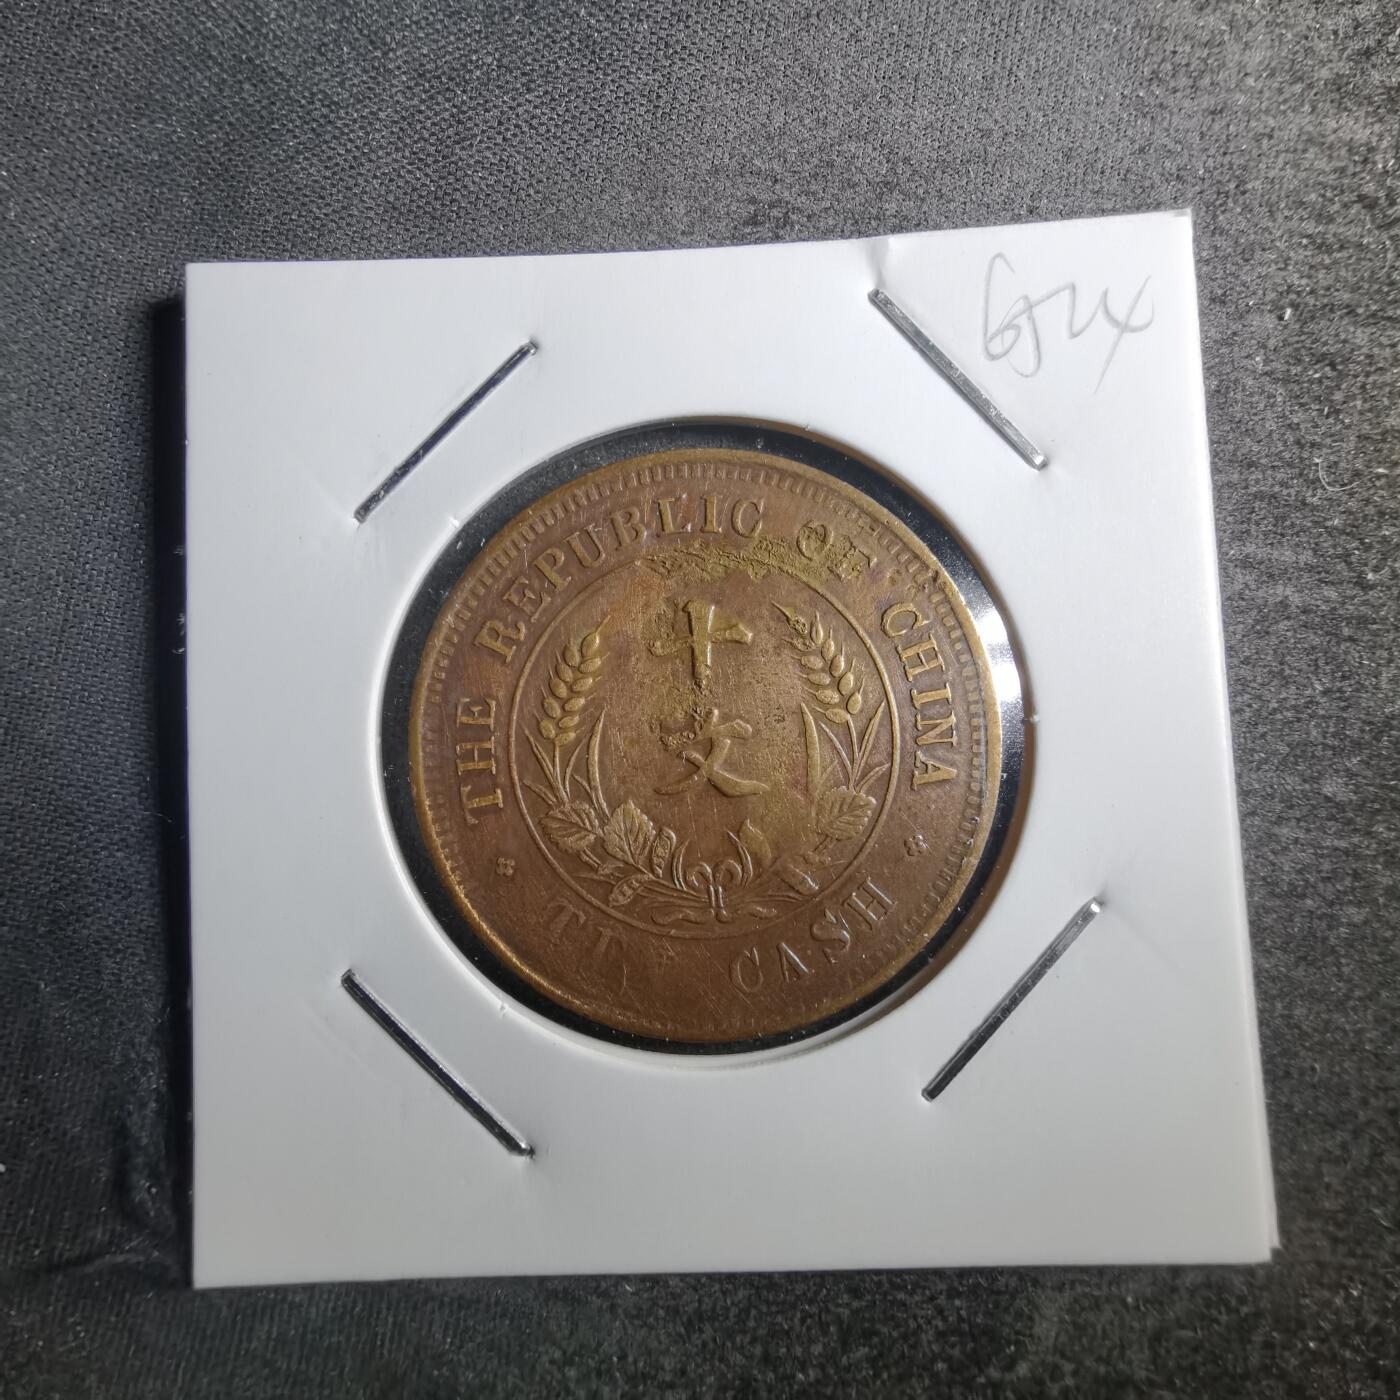 THE REPUBLIC OF CHINA
十
文
CASH